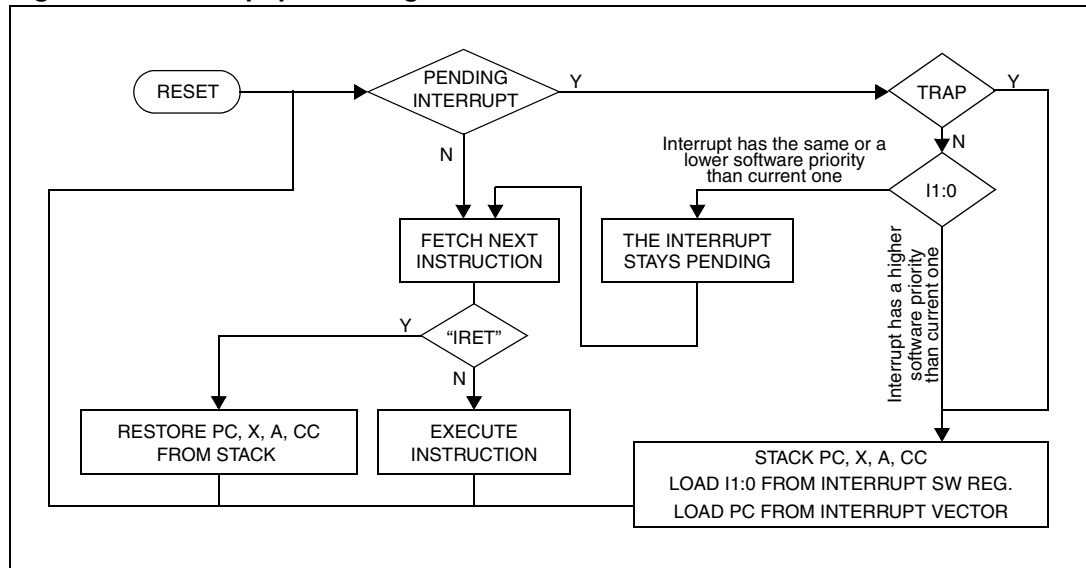 RESET
PENDING
INTERRUPT
Y
TRAP
Y
N
N
Interrupt has the same or a
lower software priority
than current one
I1:0
FETCH NEXT
INSTRUCTION
THE INTERRUPT
STAYS PENDING
Interrupt has a higher
software priority
than current one
Y
“IRET”
N
RESTORE PC, X, A, CC
FROM STACK
EXECUTE
INSTRUCTION
STACK PC, X, A, CC
LOAD I1:0 FROM INTERRUPT SW REG.
LOAD PC FROM INTERRUPT VECTOR